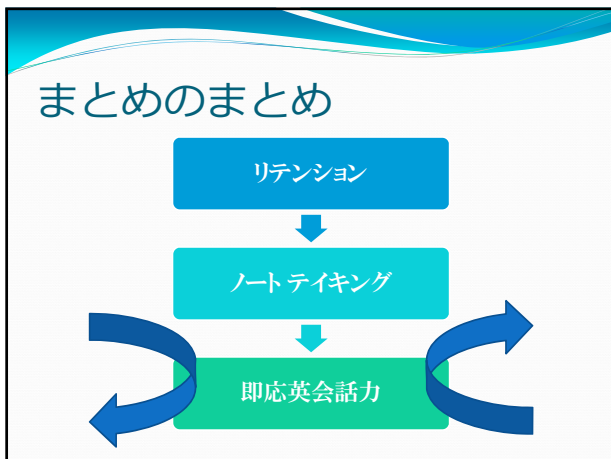 まとめのまとめ
リテンション
ノートテイキング
即応英会話力